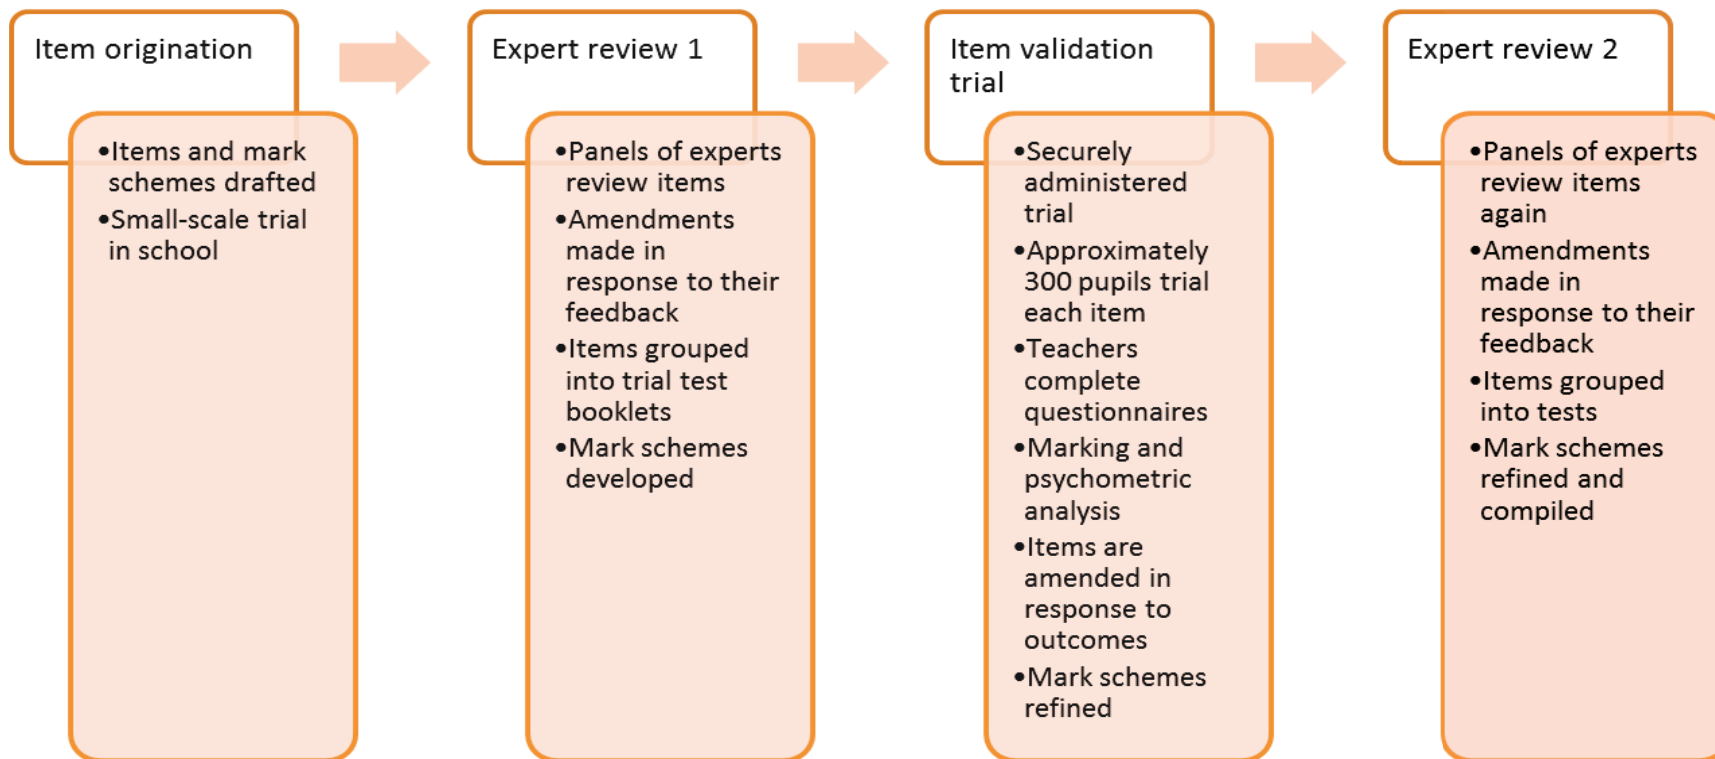 Item origination
•Items and mark
schemes drafted
•Small-scale trial
in school
Expert review 1
•Panels of experts
review items
•Amendments
made in
response to their
feedback
•Items grouped
into trial test
booklets
•Mark schemes
developed
Item validation
trial
•Securely
administered
trial
•Approximately
300 pupils trial
each item
•Teachers
complete
questionnaires
•Marking and
psychometric
analysis
•Items are
amended in
response to
outcomes
•Mark schemes
refined
Expert review 2
•Panels of experts
review items
again
•Amendments
made in
response to their
feedback
•Items grouped
into tests
•Mark schemes
refined and
compiled